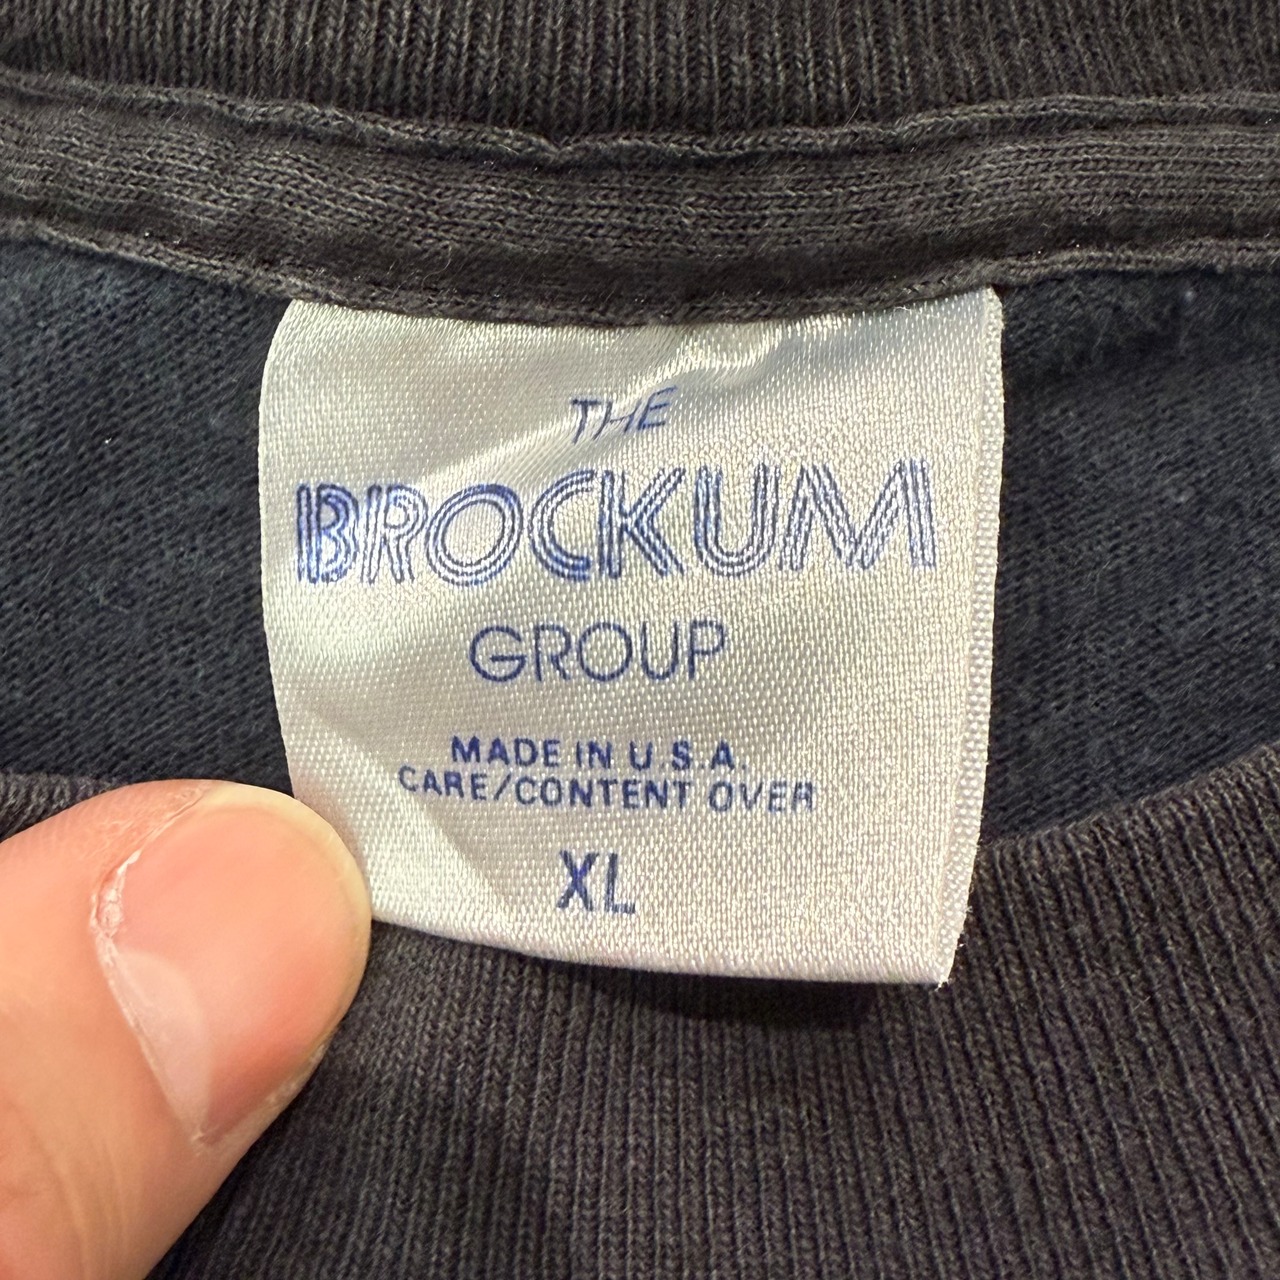 THE
BROCKUM
GROUP
MADE IN U.S.A.
CARE/CONTENT OVER
XL